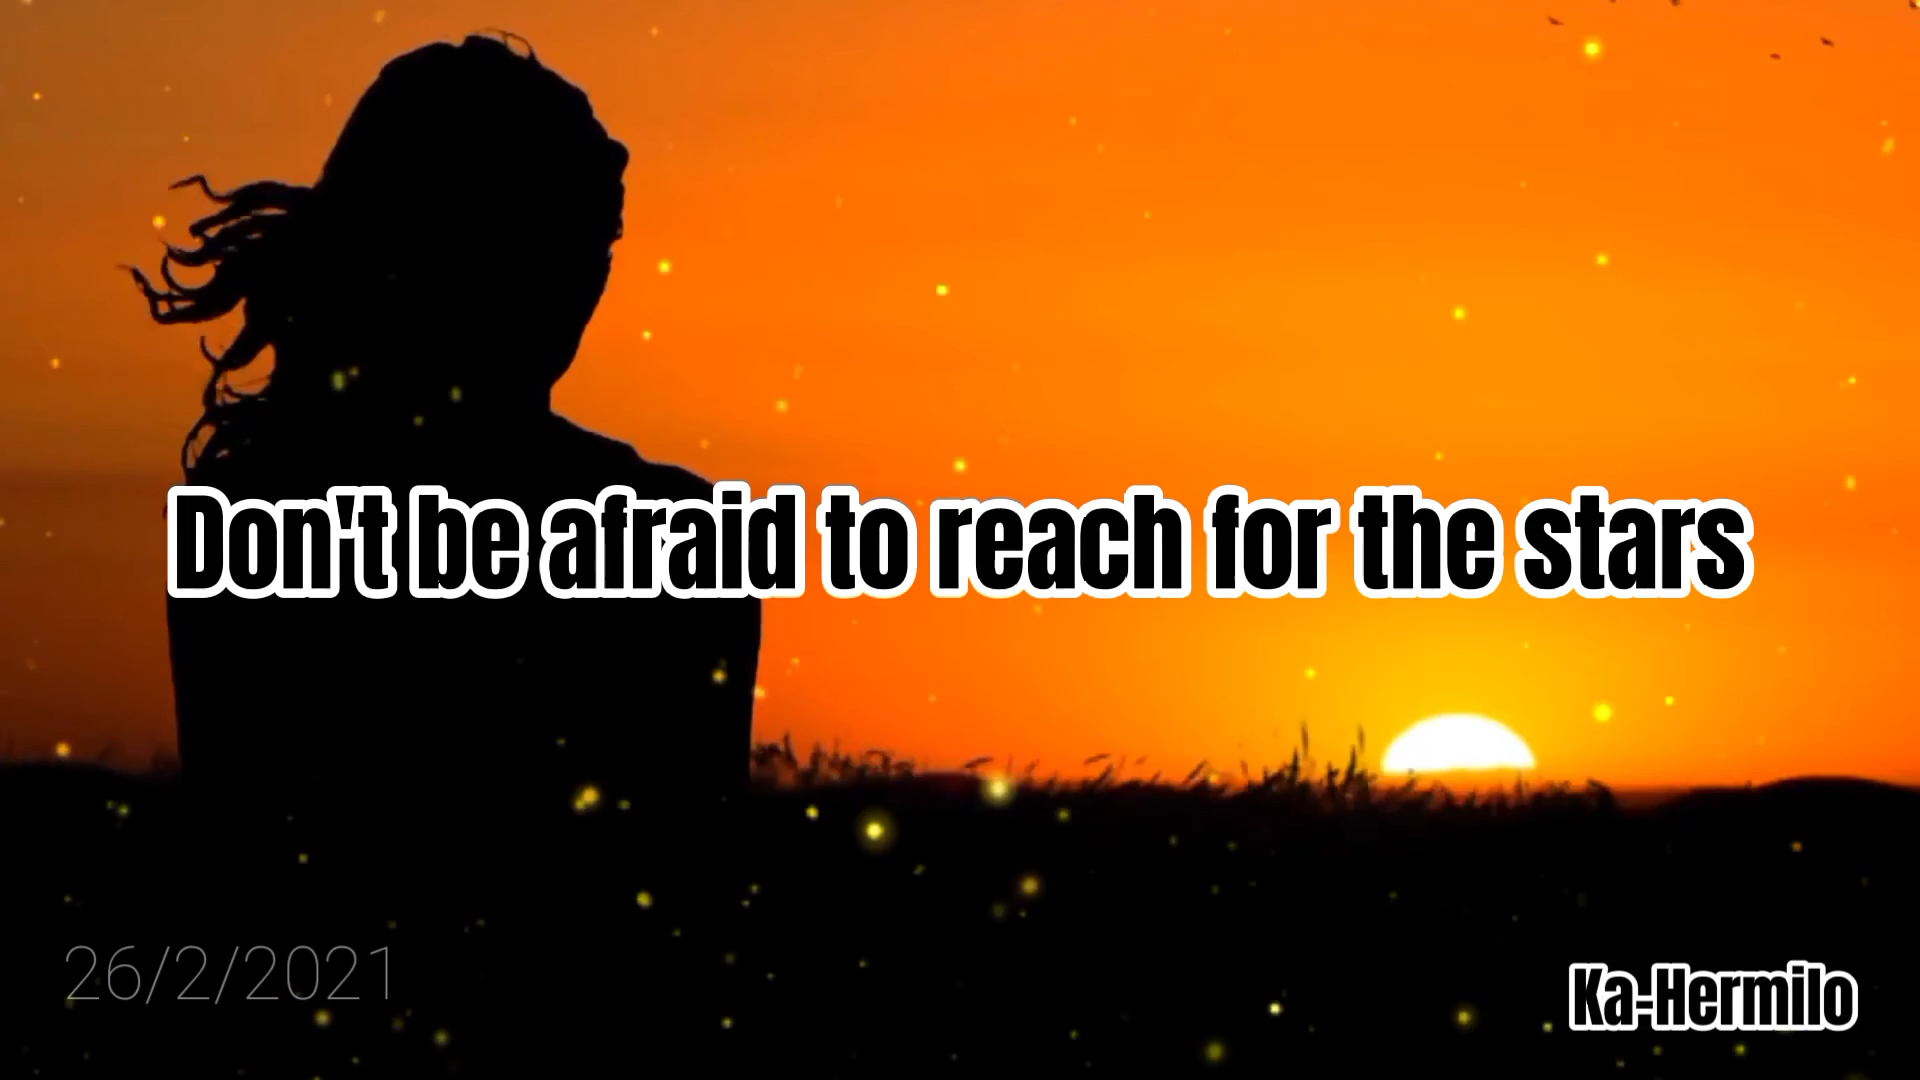 Don't be afraid to reach for the stars
26/2/2021
Ka-Hermilo